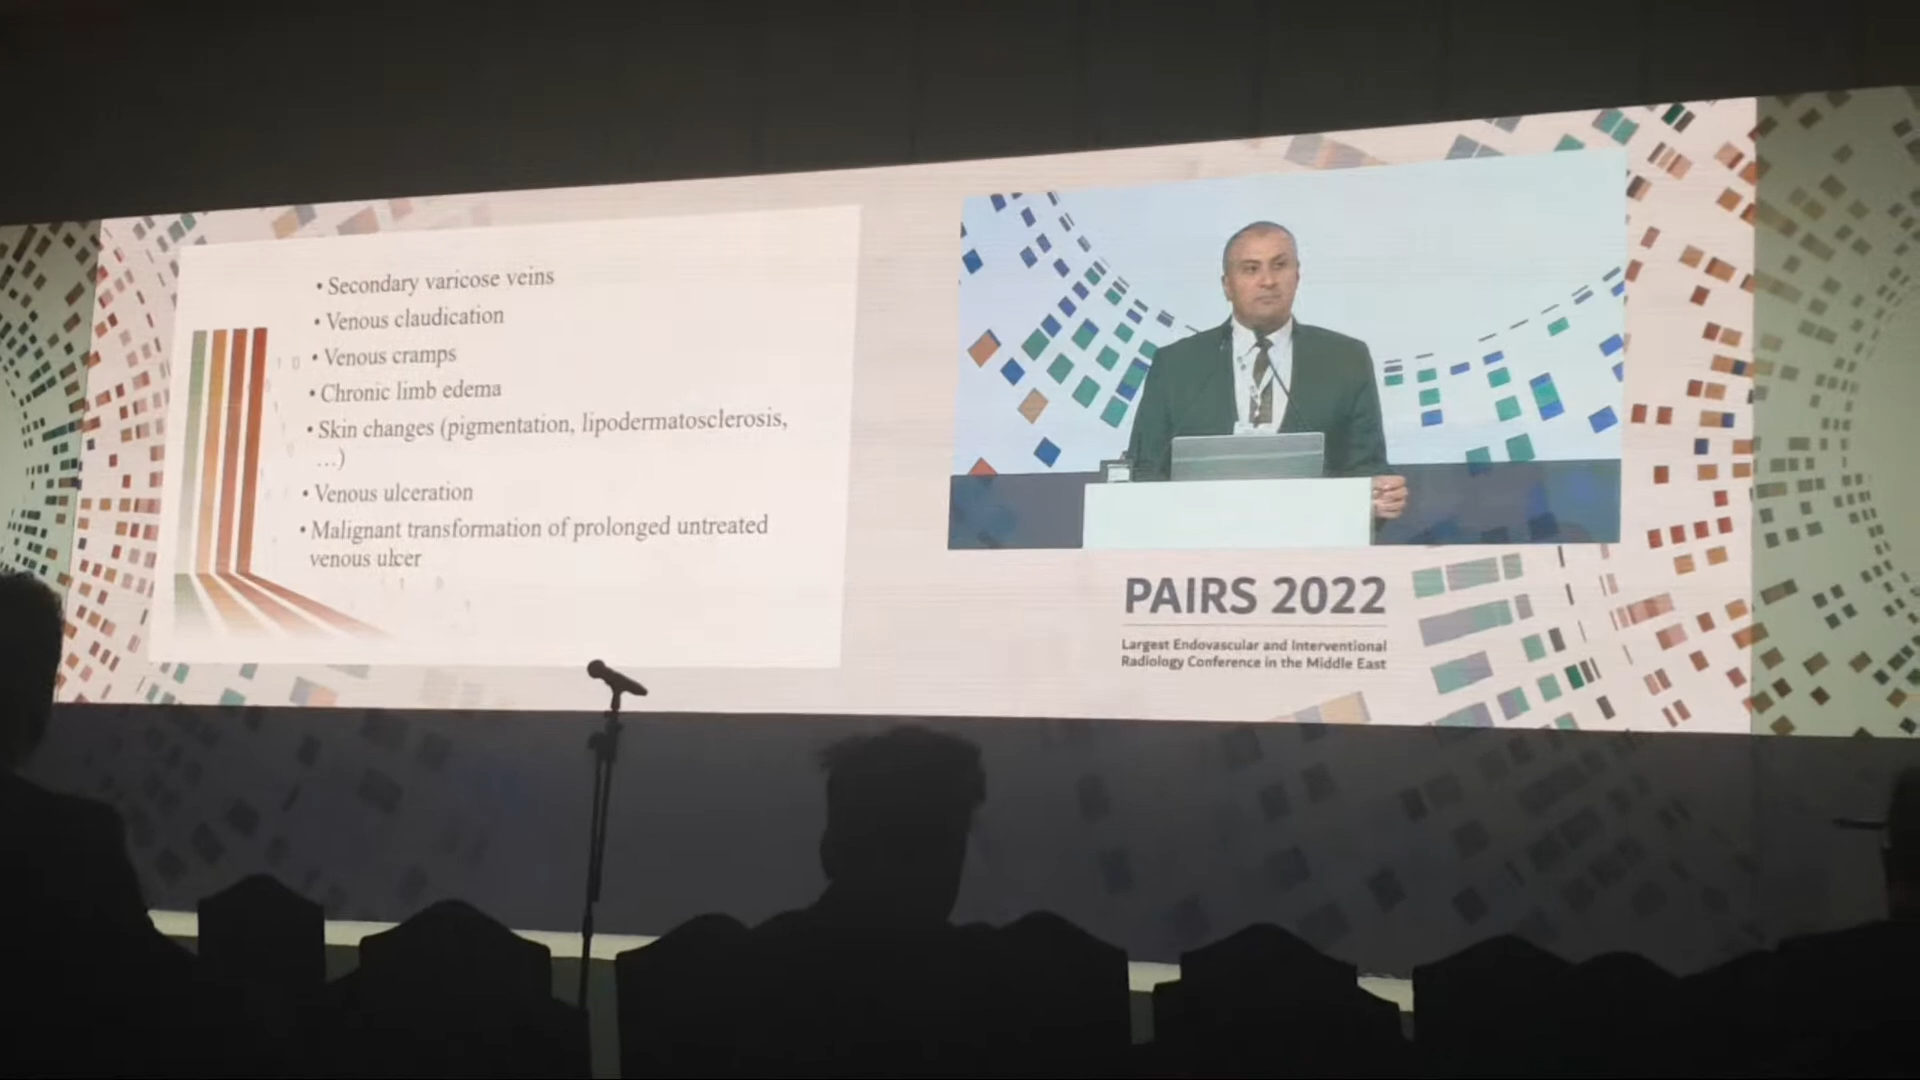 • Secondary varicose veins
• Venous claudication
• Venous cramps
• Chronic limb edema
• Skin changes (pigmentation, lipodermatosclerosis,
…)
• Venous ulceration
• Malignant transformation of prolonged untreated
venous ulcer
PAIRS 2022
Largest Endovascular and Interventional
Radiology Conference in the Middle East